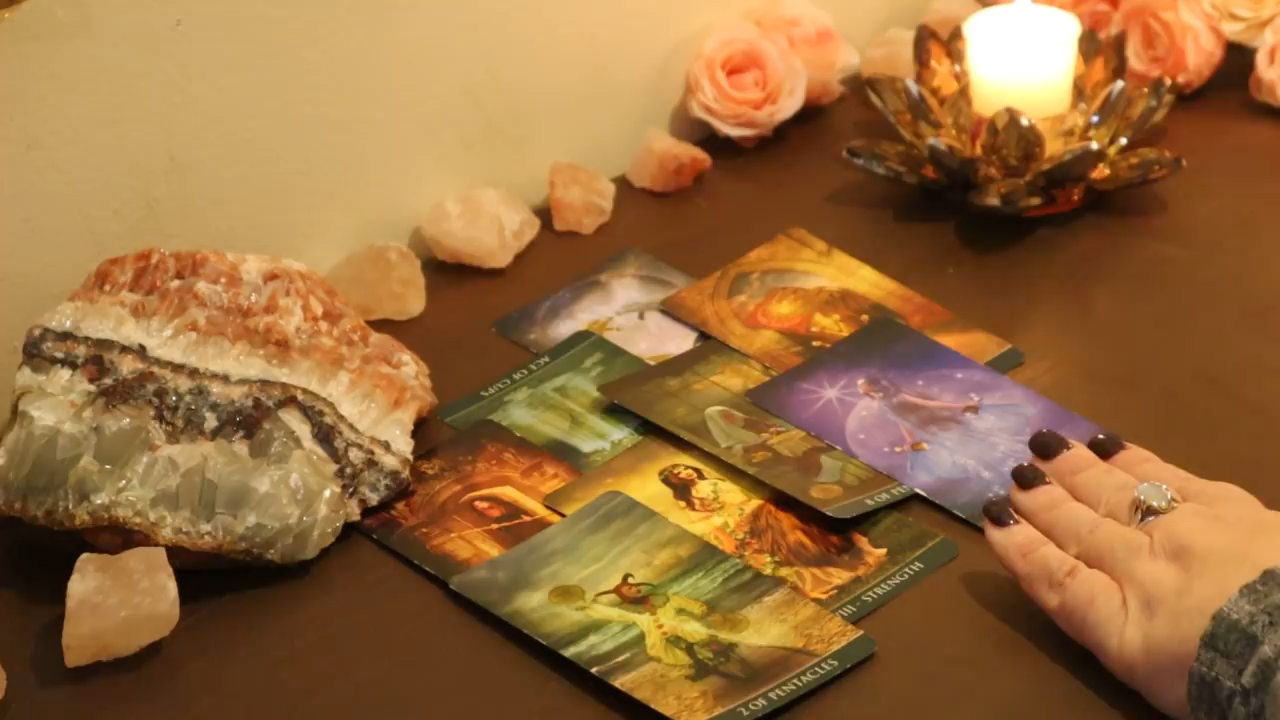 ACE OF CUPS
8 OF PE
VIII - STRENGTH
2 OF PENTACLES